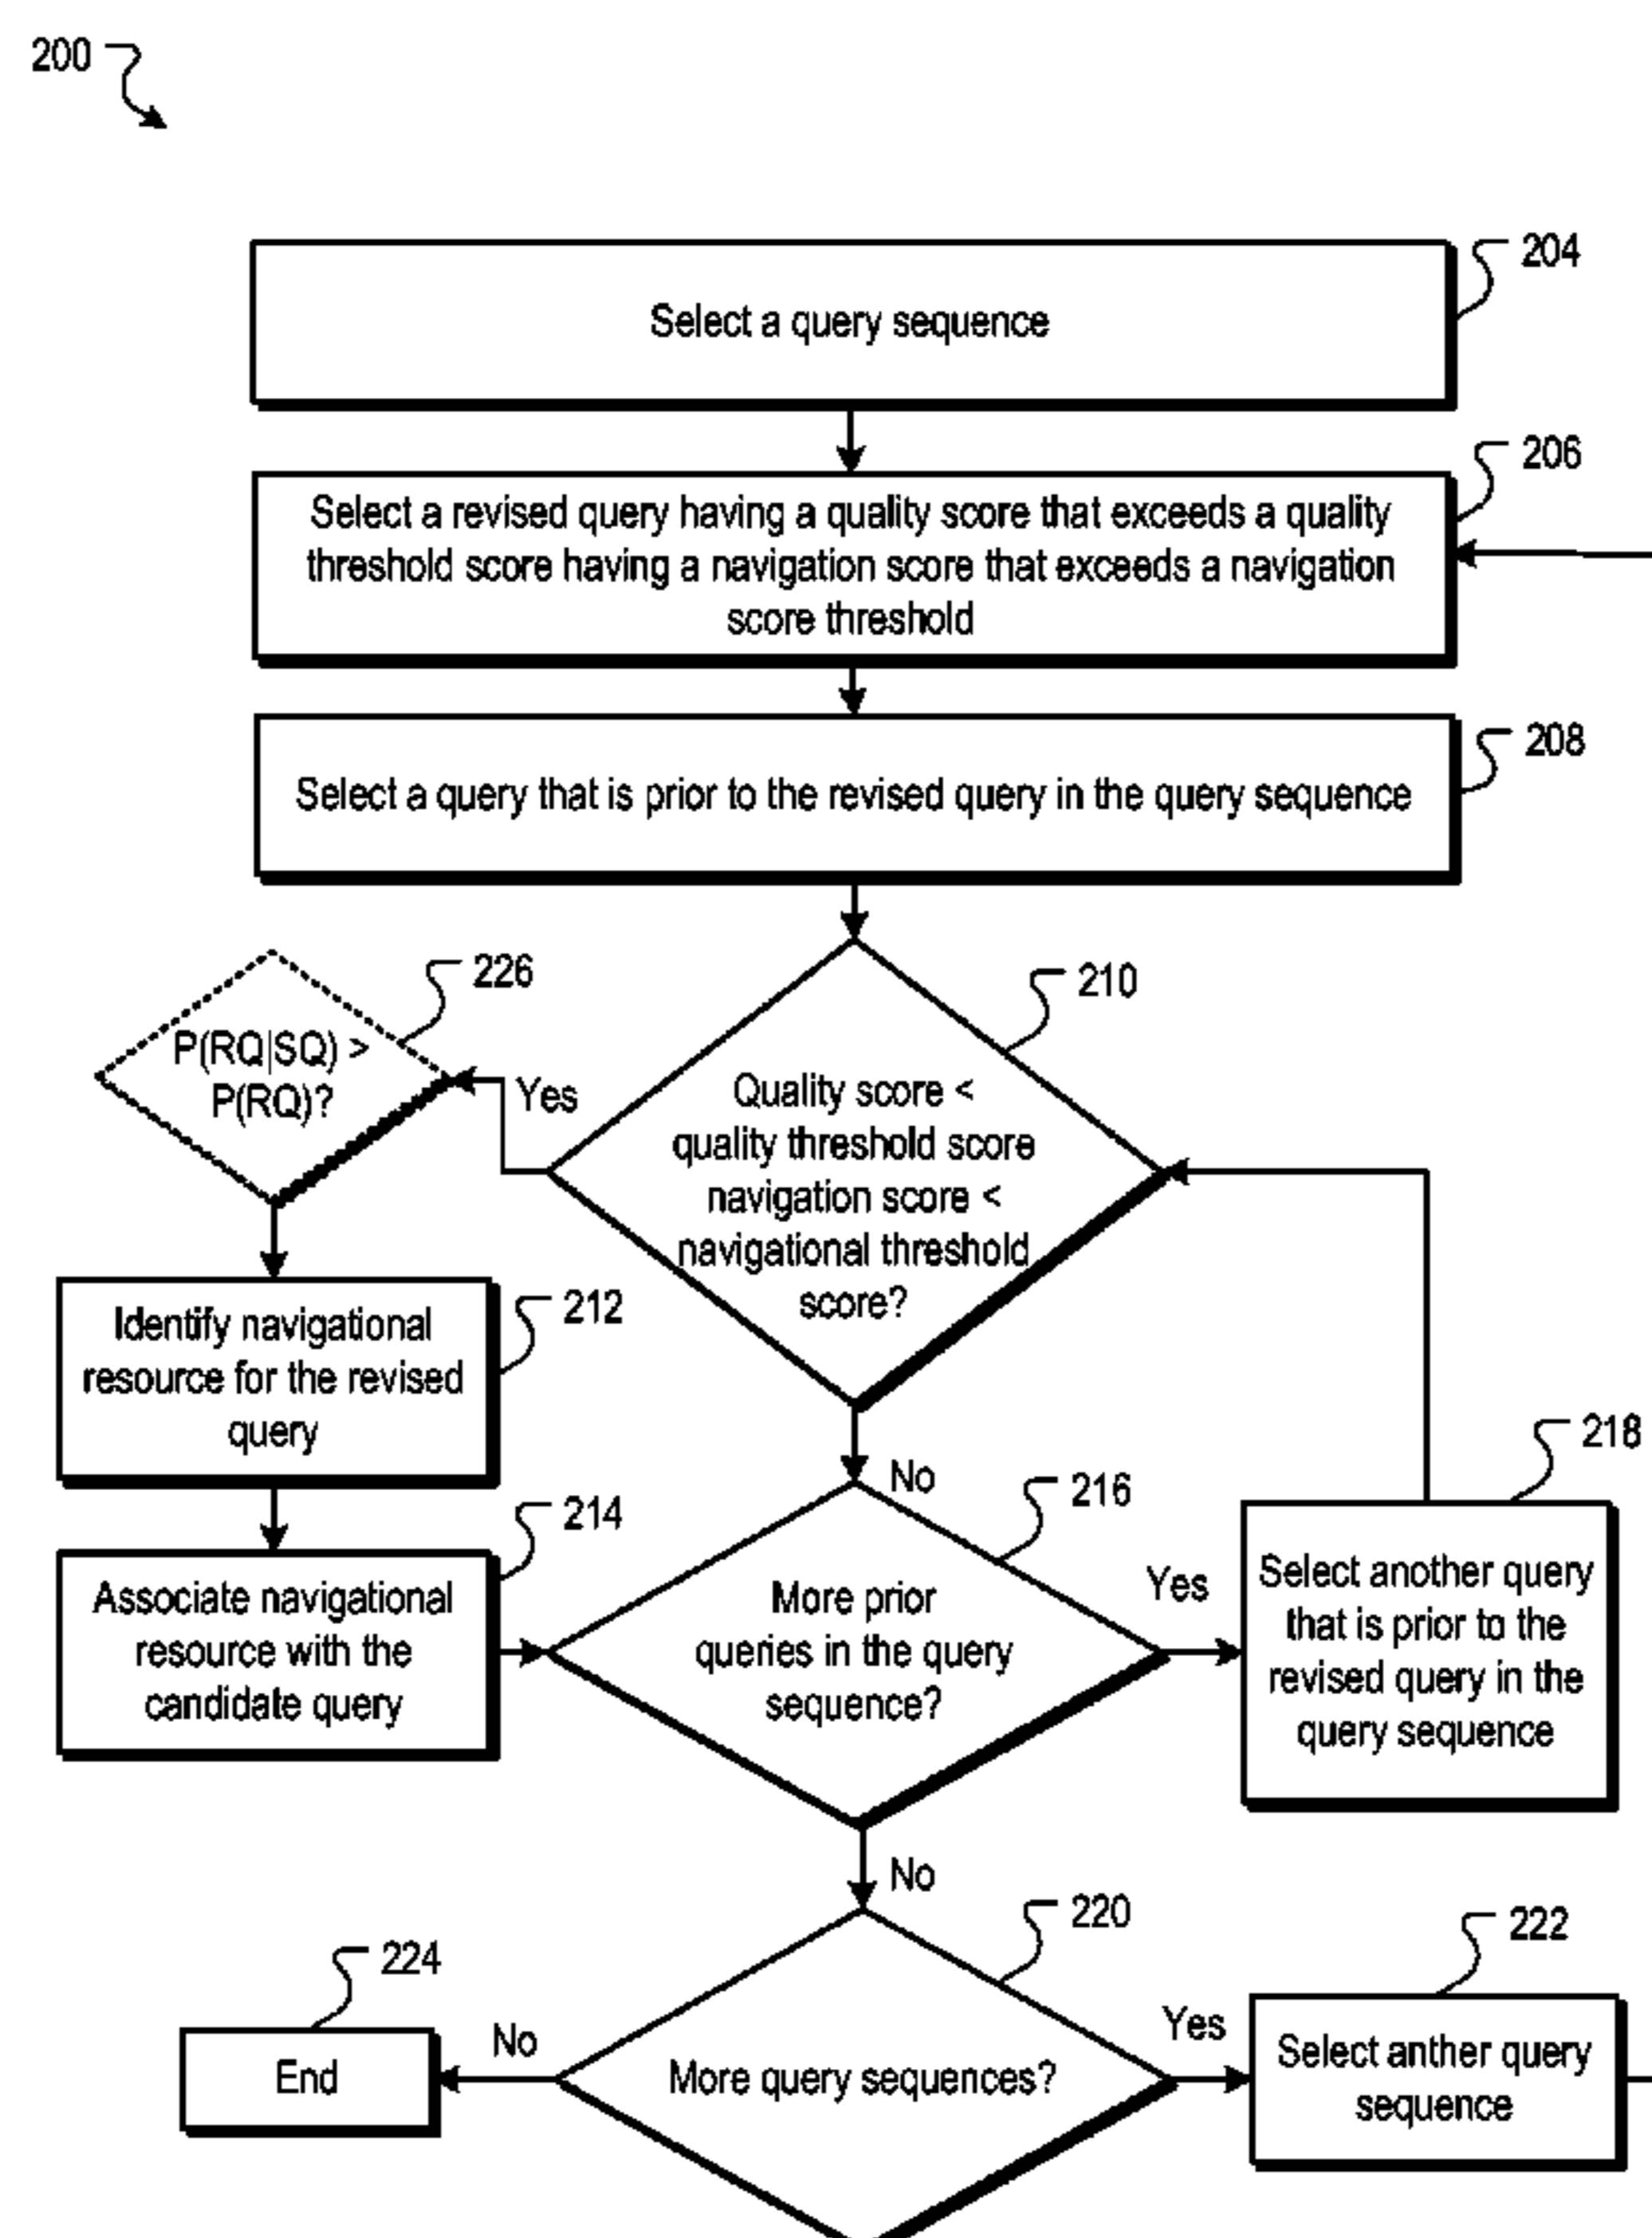 200
204
Select a query sequence
206
Select a revised query having a quality score that exceeds a quality
threshold score having a navigation score that exceeds a navigation
score threshold
208
Select a query that is prior to the revised query in the query sequence
226
P(RQ|SQ) >
P(RQ)?
Yes
210
Quality score <
quality threshold score
navigation score <
navigational threshold
score?
212
Identify navigational
resource for the revised
query
No
214
Associate navigational
resource with the
candidate query
216
More prior
queries in the query
sequence?
Yes
218
Select another query
that is prior to the
revised query in the
query sequence
No
220
More query sequences?
Yes
222
Select anther query
sequence
No
224
End